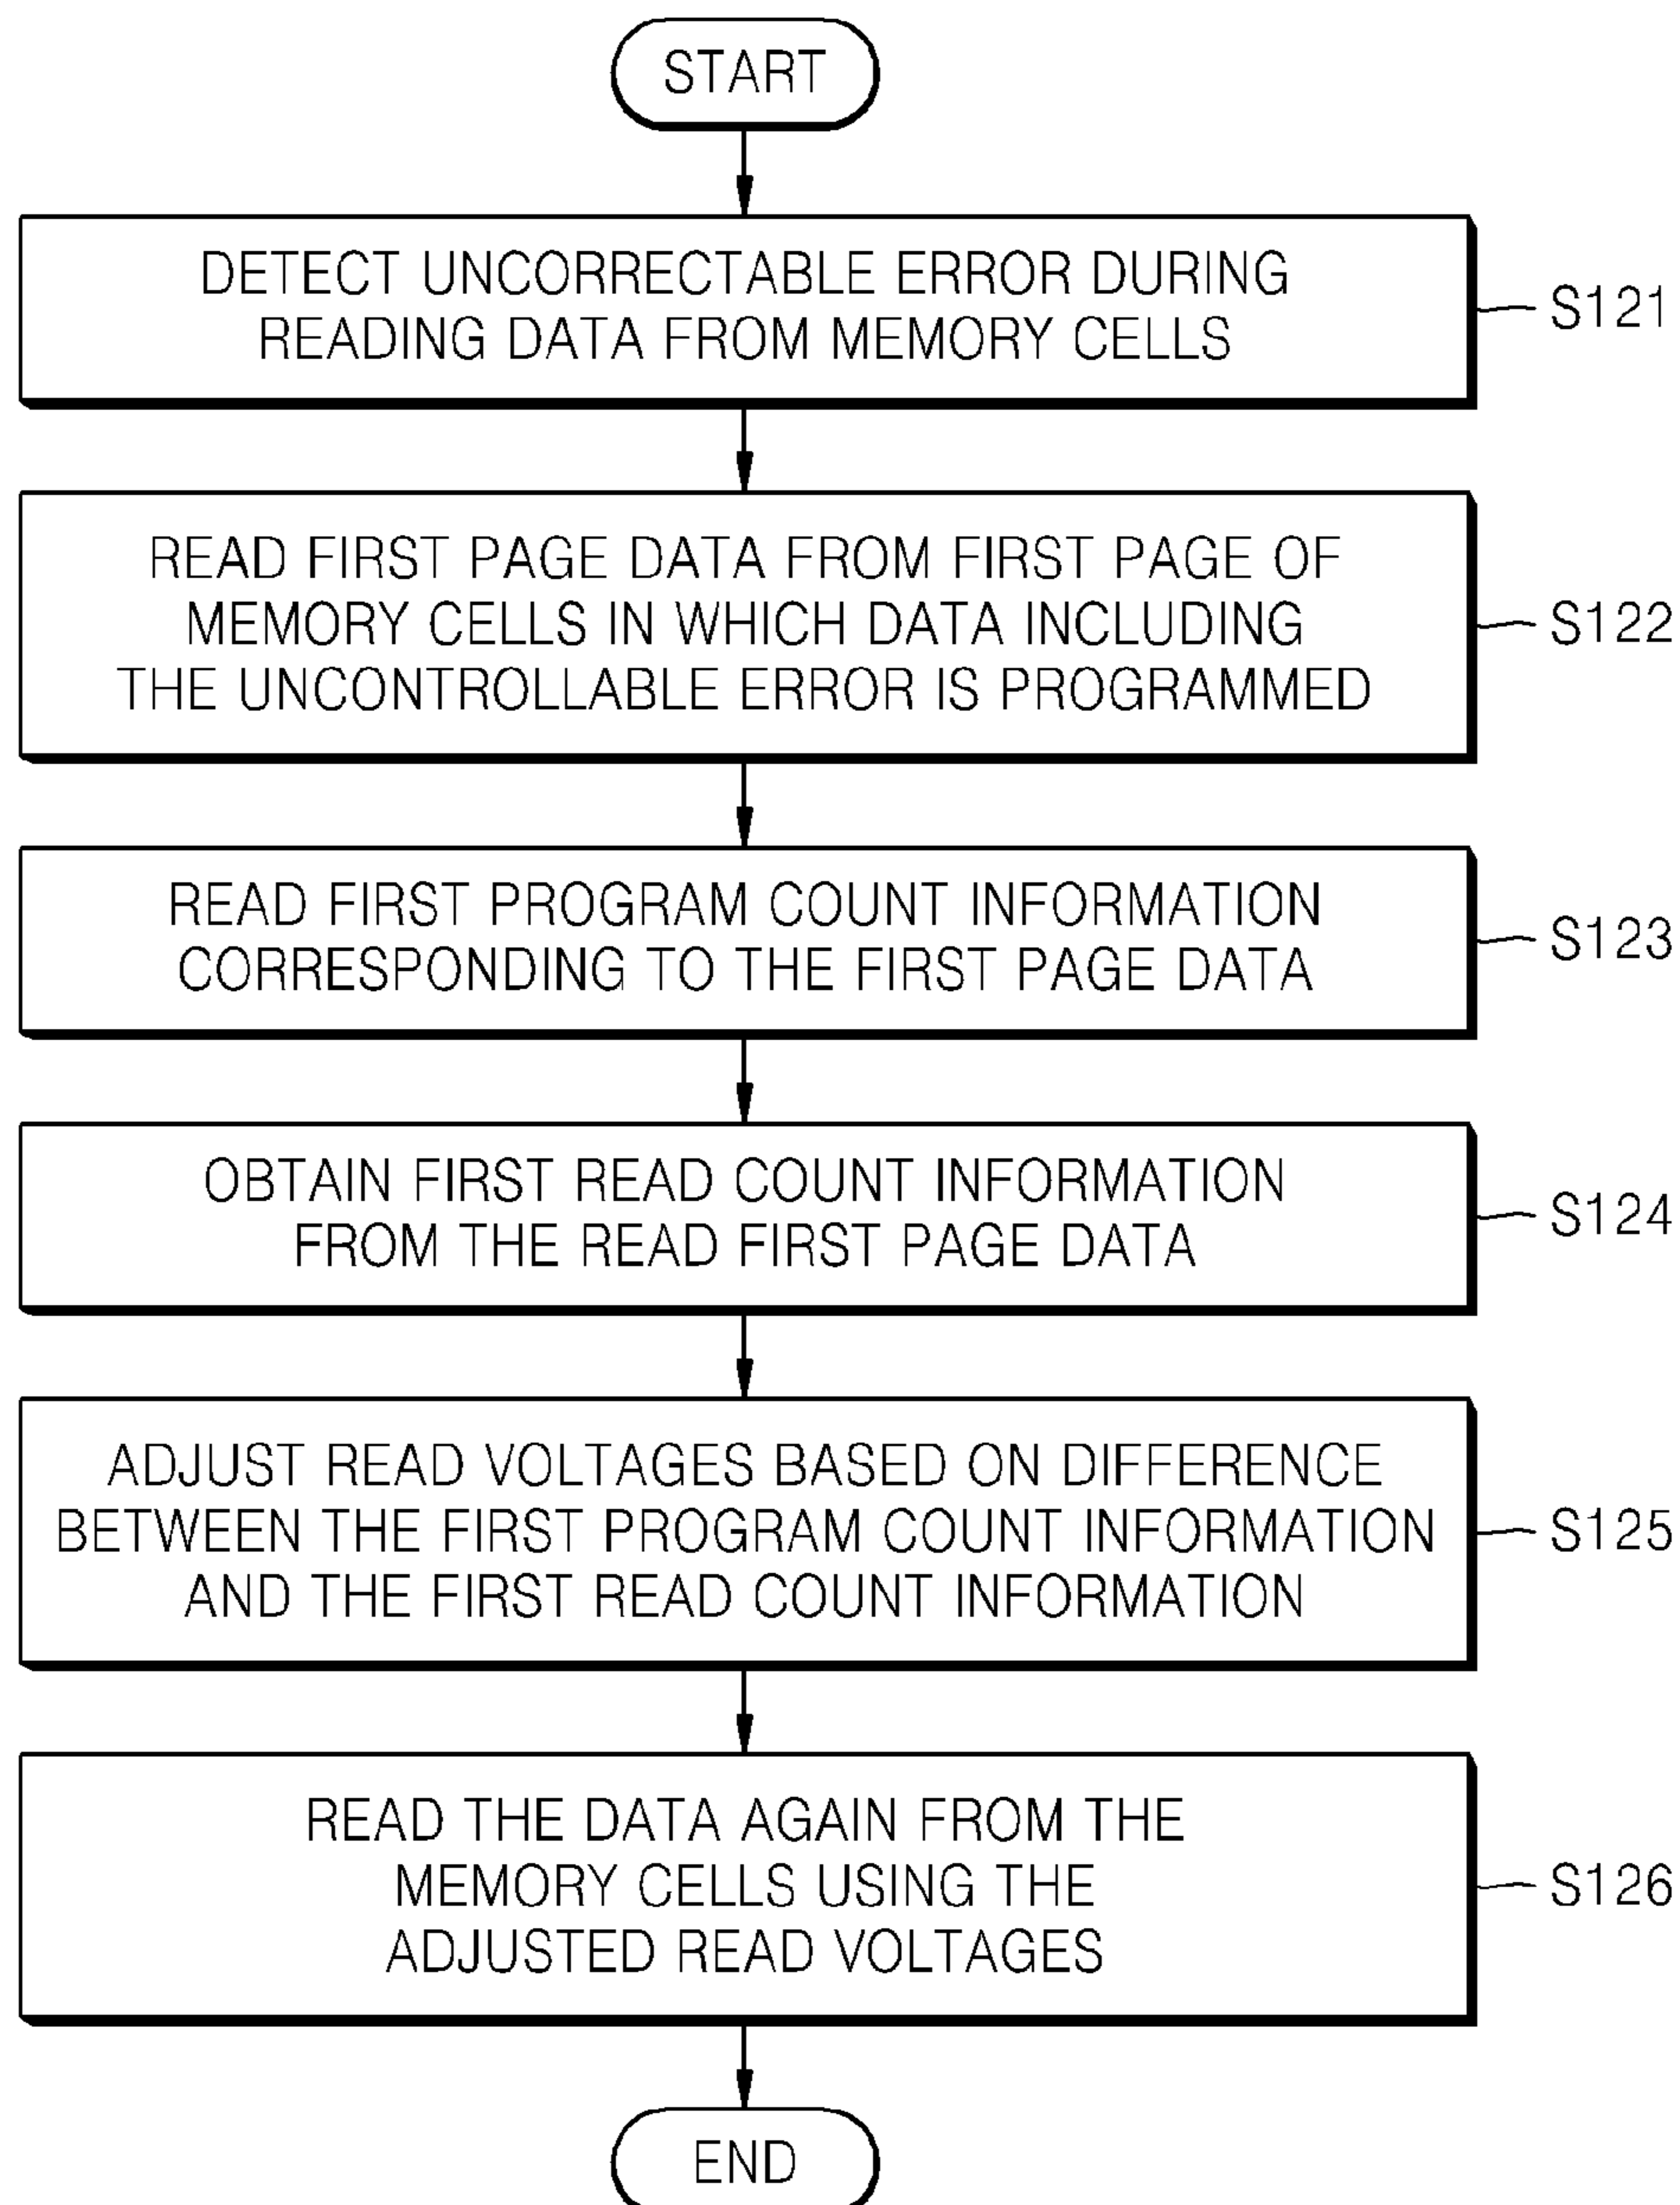 START
DETECT UNCORRECTABLE ERROR DURING
READING DATA FROM MEMORY CELLS
S121
READ FIRST PAGE DATA FROM FIRST PAGE OF
MEMORY CELLS IN WHICH DATA INCLUDING
THE UNCONTROLLABLE ERROR IS PROGRAMMED
S122
READ FIRST PROGRAM COUNT INFORMATION
CORRESPONDING TO THE FIRST PAGE DATA
S123
OBTAIN FIRST READ COUNT INFORMATION
FROM THE READ FIRST PAGE DATA
S124
ADJUST READ VOLTAGES BASED ON DIFFERENCE
BETWEEN THE FIRST PROGRAM COUNT INFORMATION
AND THE FIRST READ COUNT INFORMATION
S125
READ THE DATA AGAIN FROM THE
MEMORY CELLS USING THE
ADJUSTED READ VOLTAGES
S126
END